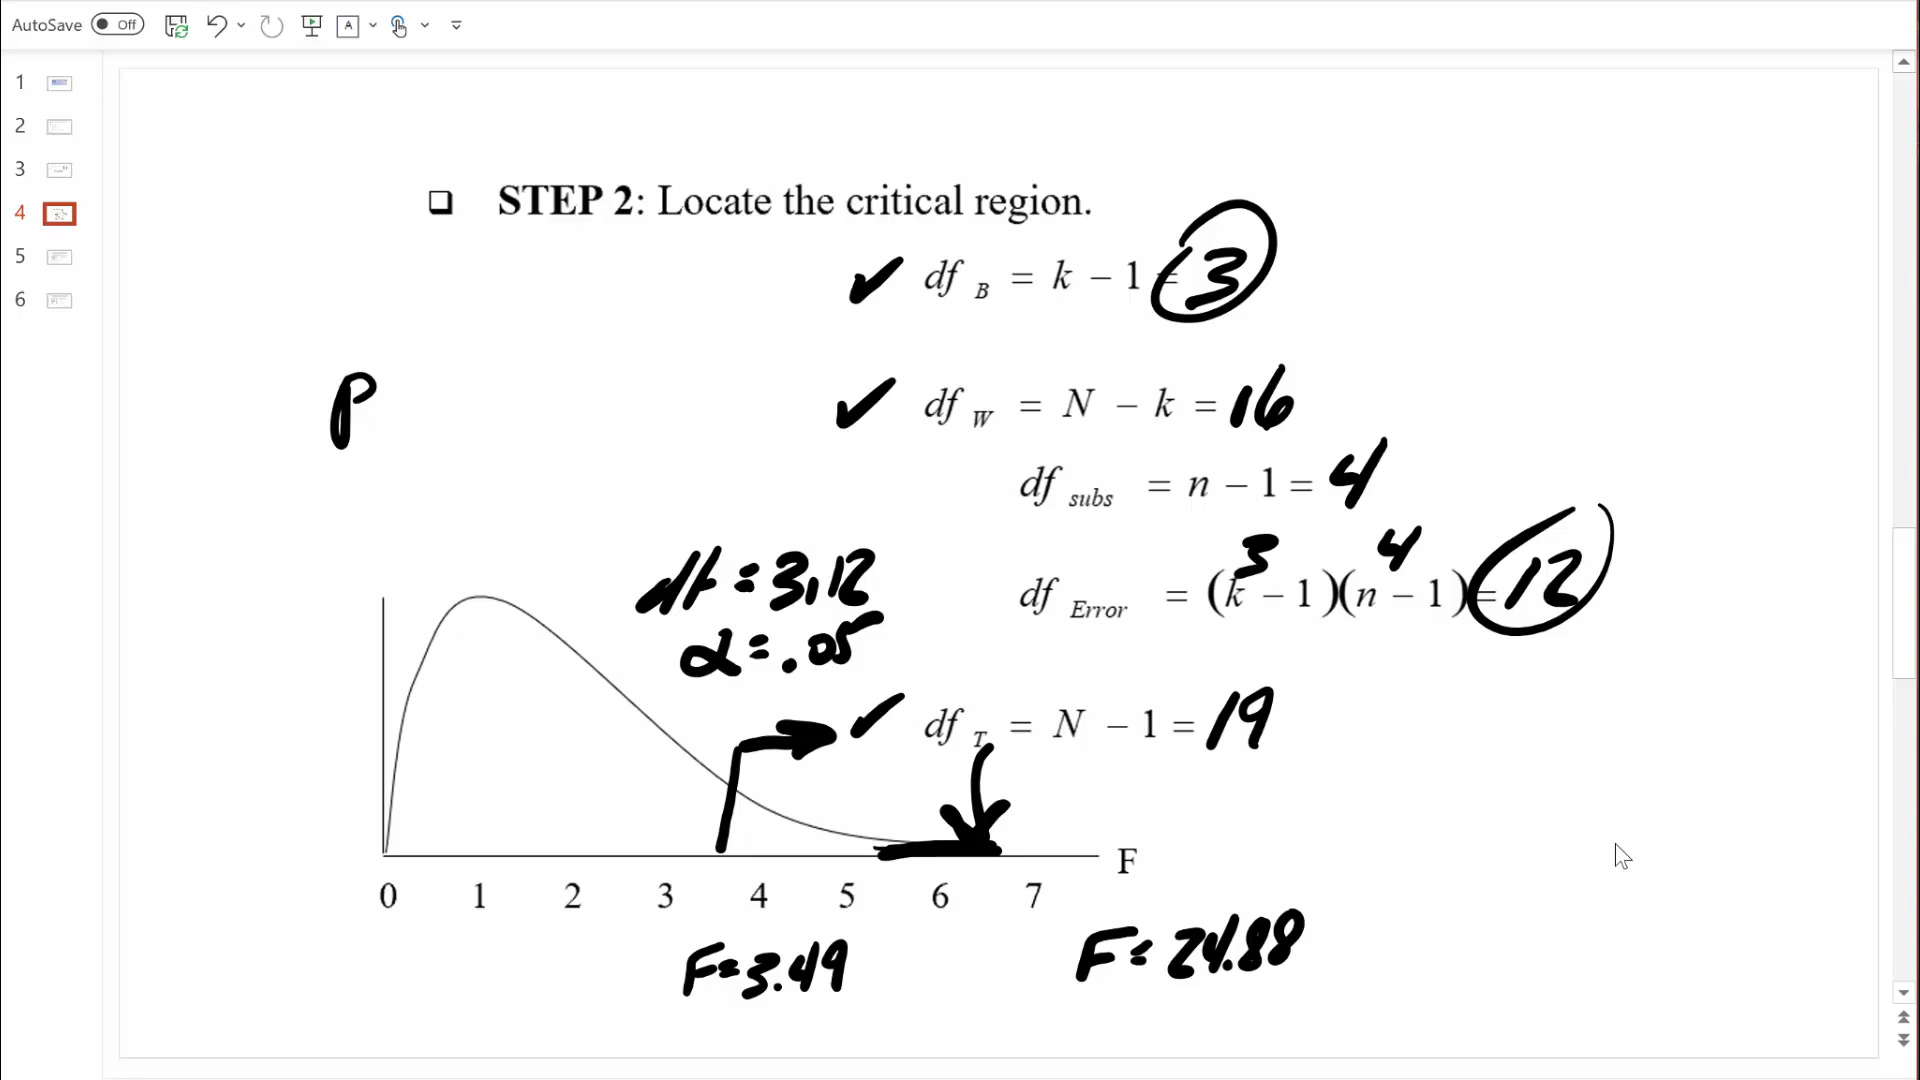 AutoSave Off
A
1
2
3
4
5
6
❑ STEP 2: Locate the critical region.
✓ df B = k − 1 = 3
P
✓ df W = N − k = 16
df subs = n − 1 = 4
3 4
df Error = (k − 1)(n − 1) = 12
df = 3,12
α = .05
✓ df T = N − 1 = 19
F
0 1 2 3 4 5 6 7
F = 3.49
F = 24.88